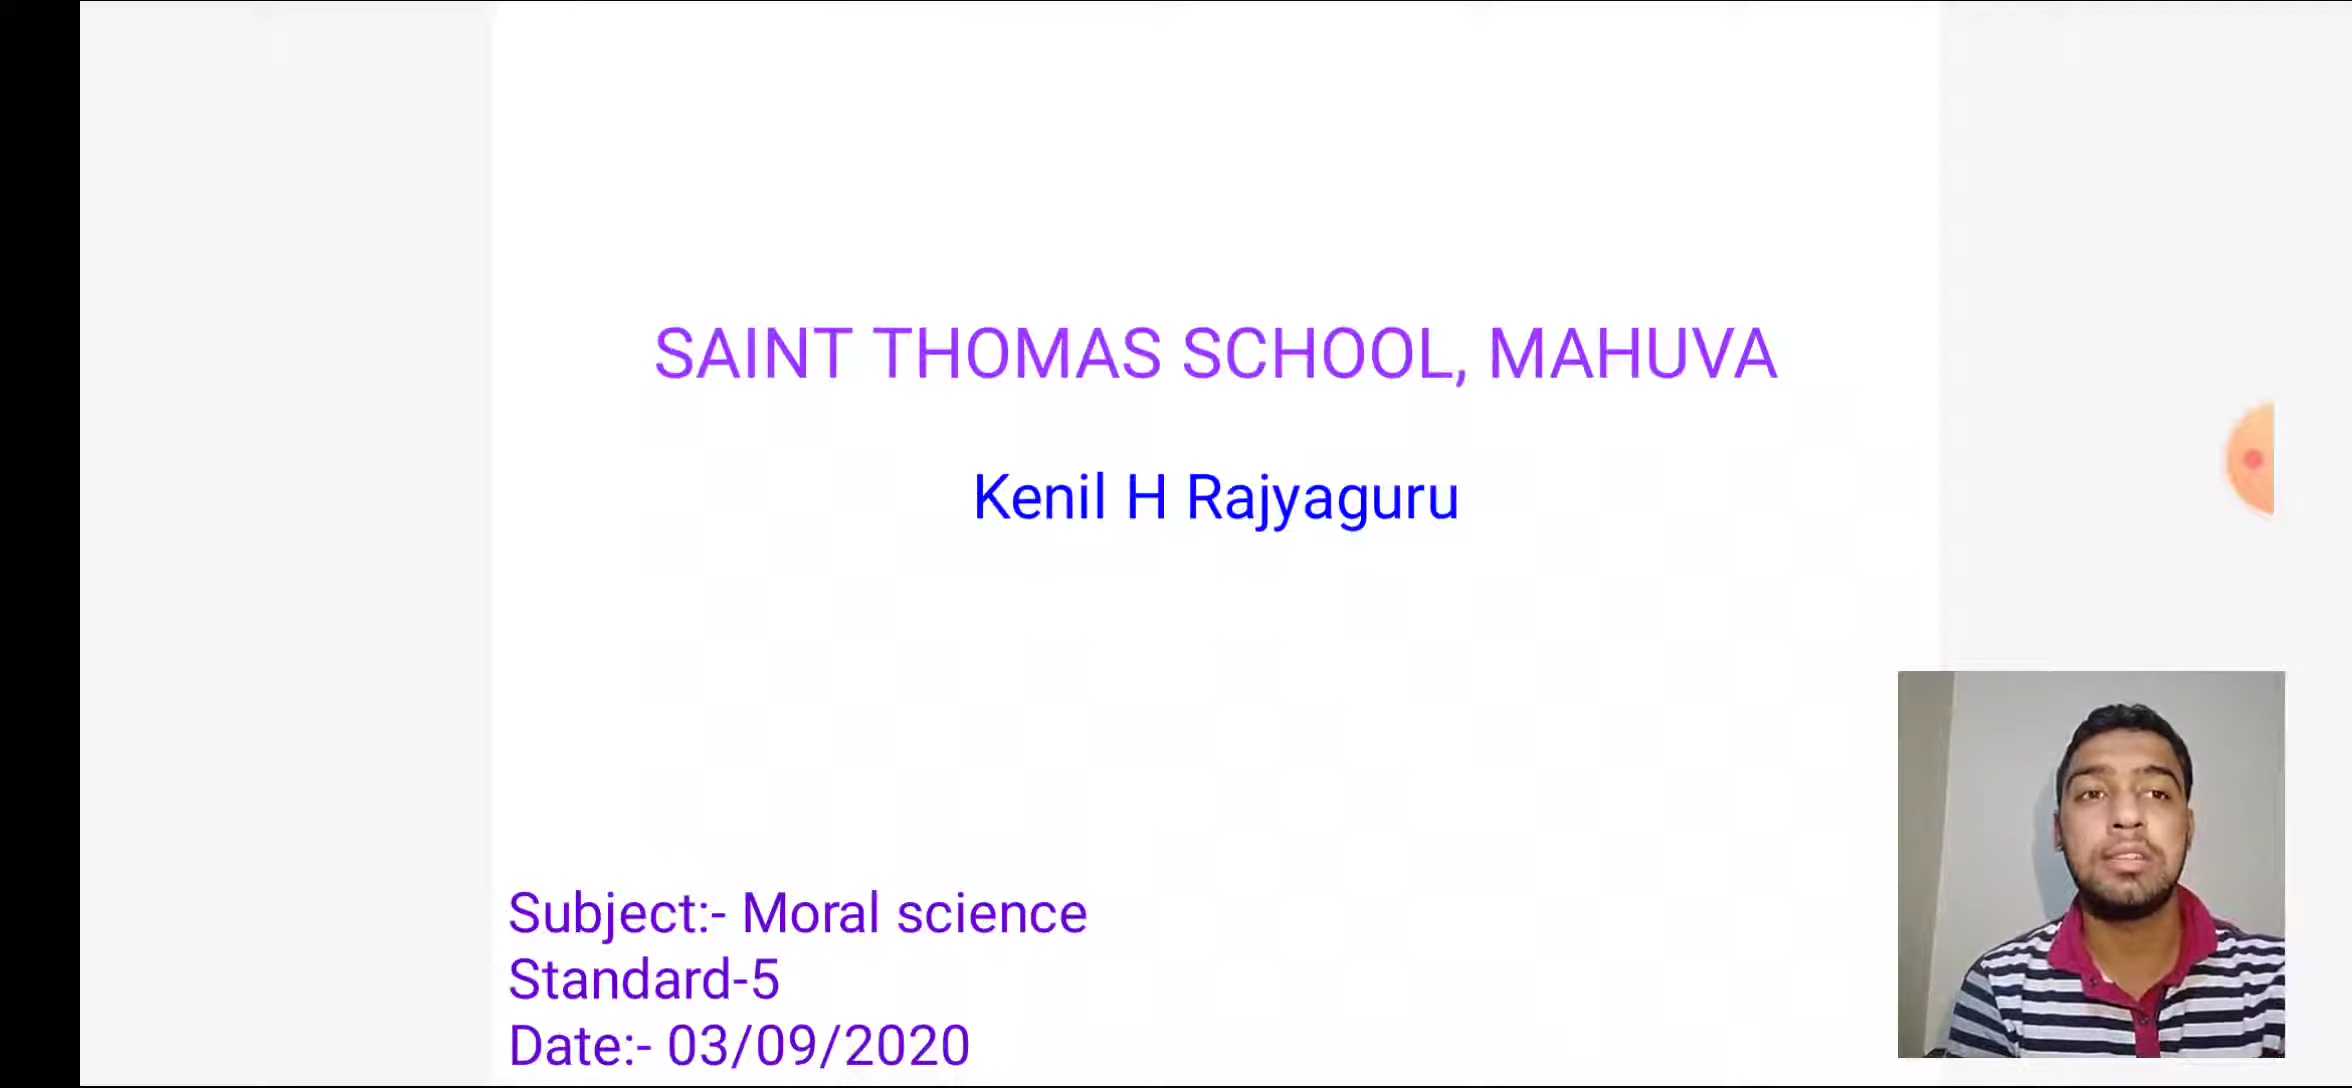 SAINT THOMAS SCHOOL, MAHUVA
Kenil H Rajyaguru
Subject:- Moral science
Standard-5
Date:- 03/09/2020